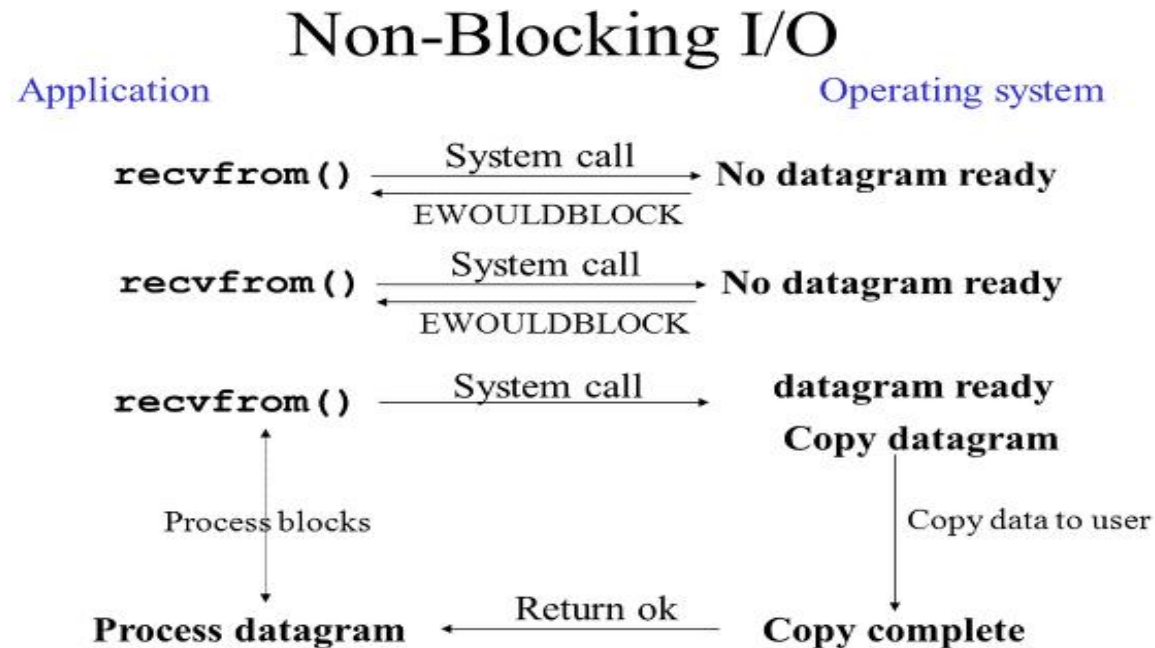 Non-Blocking I/O
Application
Operating system
recvfrom()
System call
No datagram ready
EWOULDBLOCK
recvfrom()
System call
No datagram ready
EWOULDBLOCK
recvfrom()
System call
datagram ready
Copy datagram
Process blocks
Copy data to user
Process datagram
Return ok
Copy complete